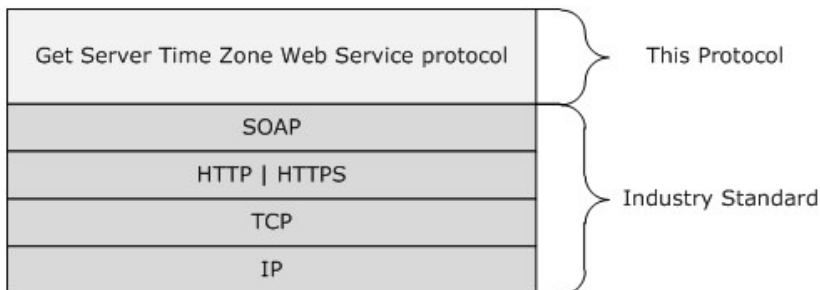 Get Server Time Zone Web Service protocol
This Protocol
SOAP
HTTP | HTTPS
TCP
IP
Industry Standard